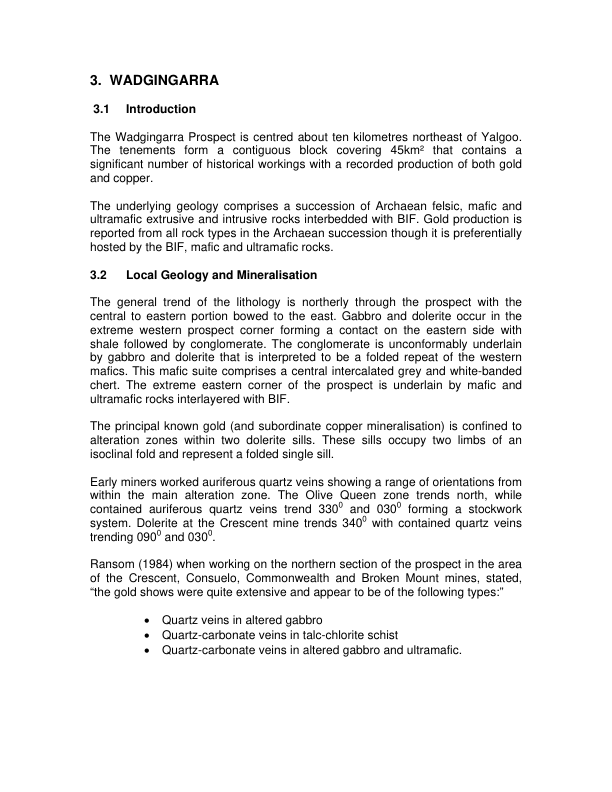 3. WADGINGARRA
3.1 Introduction
The Wadgingarra Prospect is centred about ten kilometres northeast of Yalgoo.
The tenements form a contiguous block covering 45km² that contains a
significant number of historical workings with a recorded production of both gold
and copper.
The underlying geology comprises a succession of Archaean felsic, mafic and
ultramafic extrusive and intrusive rocks interbedded with BIF. Gold production is
reported from all rock types in the Archaean succession though it is preferentially
hosted by the BIF, mafic and ultramafic rocks.
3.2 Local Geology and Mineralisation
The general trend of the lithology is northerly through the prospect with the
central to eastern portion bowed to the east. Gabbro and dolerite occur in the
extreme western prospect corner forming a contact on the eastern side with
shale followed by conglomerate. The conglomerate is unconformably underlain
by gabbro and dolerite that is interpreted to be a folded repeat of the western
mafics. This mafic suite comprises a central intercalated grey and white-banded
chert. The extreme eastern corner of the prospect is underlain by mafic and
ultramafic rocks interlayered with BIF.
The principal known gold (and subordinate copper mineralisation) is confined to
alteration zones within two dolerite sills. These sills occupy two limbs of an
isoclinal fold and represent a folded single sill.
Early miners worked auriferous quartz veins showing a range of orientations from
within the main alteration zone. The Olive Queen zone trends north, while
contained auriferous quartz veins trend 330⁰ and 030⁰ forming a stockwork
system. Dolerite at the Crescent mine trends 340⁰ with contained quartz veins
trending 090⁰ and 030⁰.
Ransom (1984) when working on the northern section of the prospect in the area
of the Crescent, Consuelo, Commonwealth and Broken Mount mines, stated,
“the gold shows were quite extensive and appear to be of the following types:”
• Quartz veins in altered gabbro
• Quartz-carbonate veins in talc-chlorite schist
• Quartz-carbonate veins in altered gabbro and ultramafic.